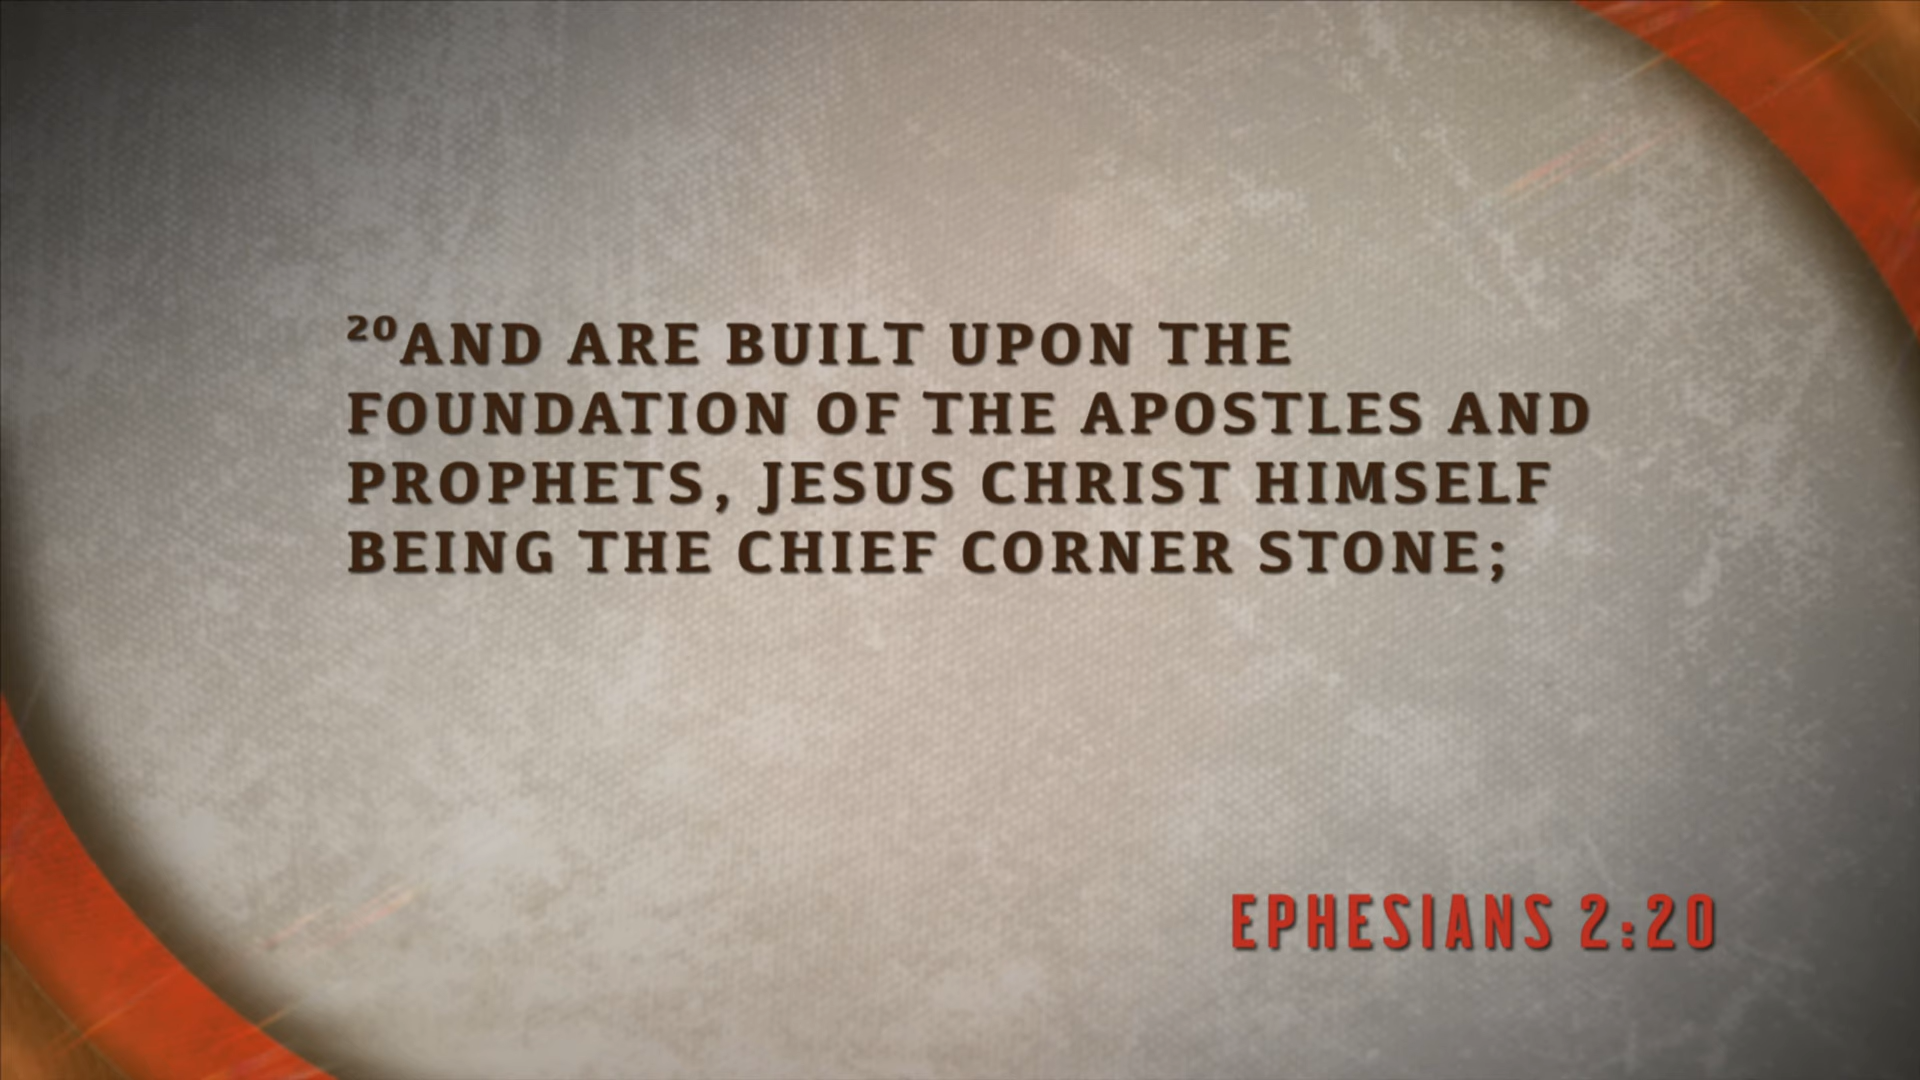 ²⁰AND ARE BUILT UPON THE
FOUNDATION OF THE APOSTLES AND
PROPHETS, JESUS CHRIST HIMSELF
BEING THE CHIEF CORNER STONE;
EPHESIANS 2:20